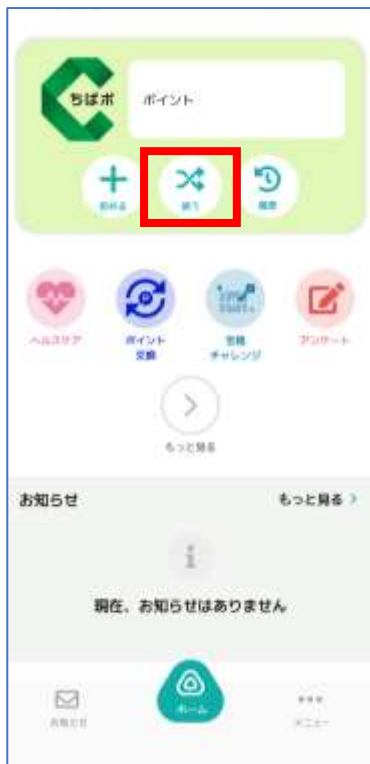 ちばポ
ポイント
貯める
使う
履歴
ヘルスケア
ポイント
交換
アンケート
チャレンジ
もっと見る
お知らせ
もっと見る
現在、お知らせはありません
お知らせ
ホーム
メニュー